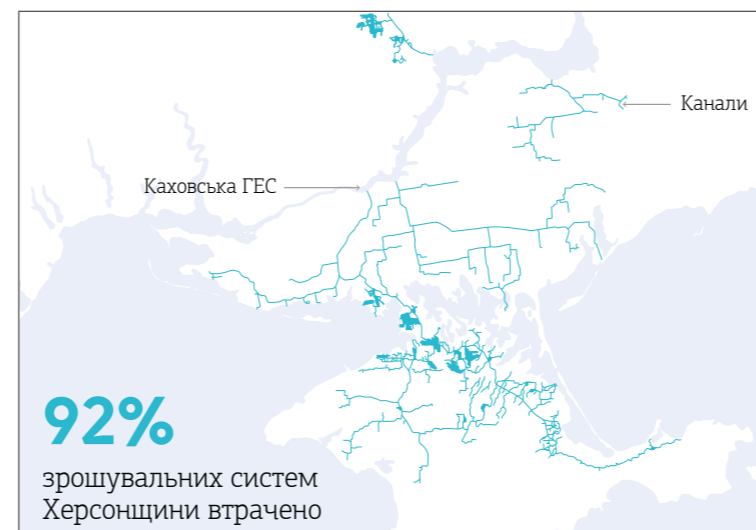 Канали
Каховська ГЕС
92%
зрошувальних систем
Херсонщини втрачено